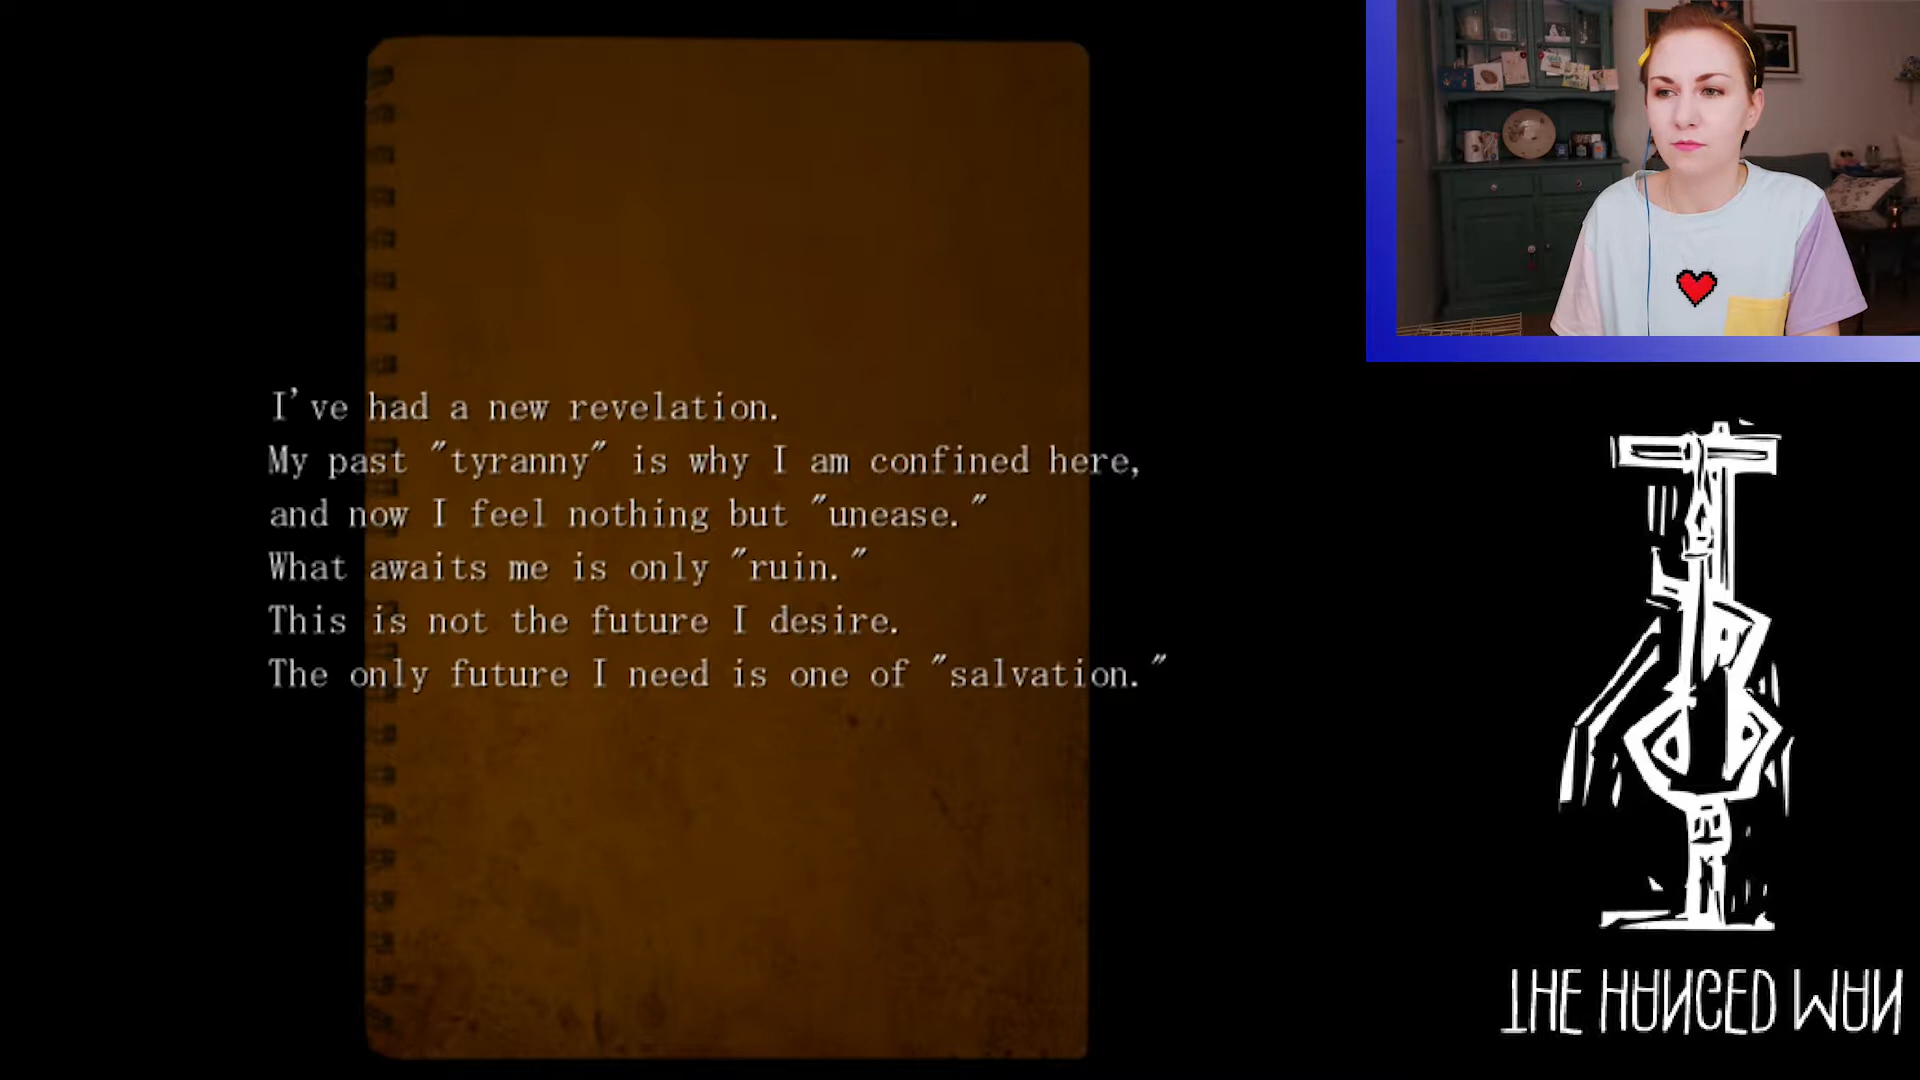 I've had a new revelation.
My past "tyranny" is why I am confined here,
and now I feel nothing but "unease."
What awaits me is only "ruin."
This is not the future I desire.
The only future I need is one of "salvation."
THE HANGED MAN